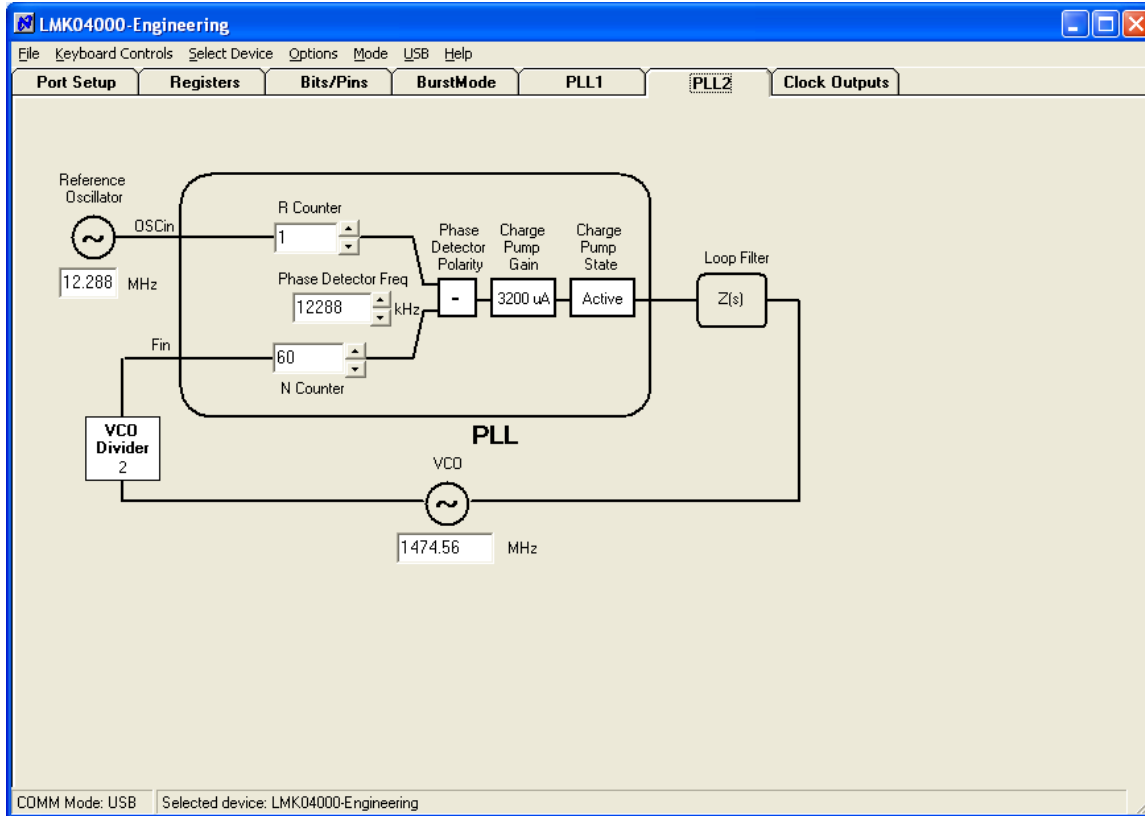 LMK04000-Engineering
File Keyboard Controls Select Device Options Mode USB Help
Port Setup Registers Bits/Pins BurstMode PLL1 PLL2 Clock Outputs
Reference
Oscillator
OSCin
12.288 MHz
R Counter
1
Phase Detector Freq
12288 kHz
Fin
60
N Counter
Phase
Detector
Polarity
-
Charge
Pump
Gain
3200 uA
Charge
Pump
State
Active
Loop Filter
Z(s)
PLL
VCO
Divider
2
VCO
1474.56 MHz
COMM Mode: USB Selected device: LMK04000-Engineering